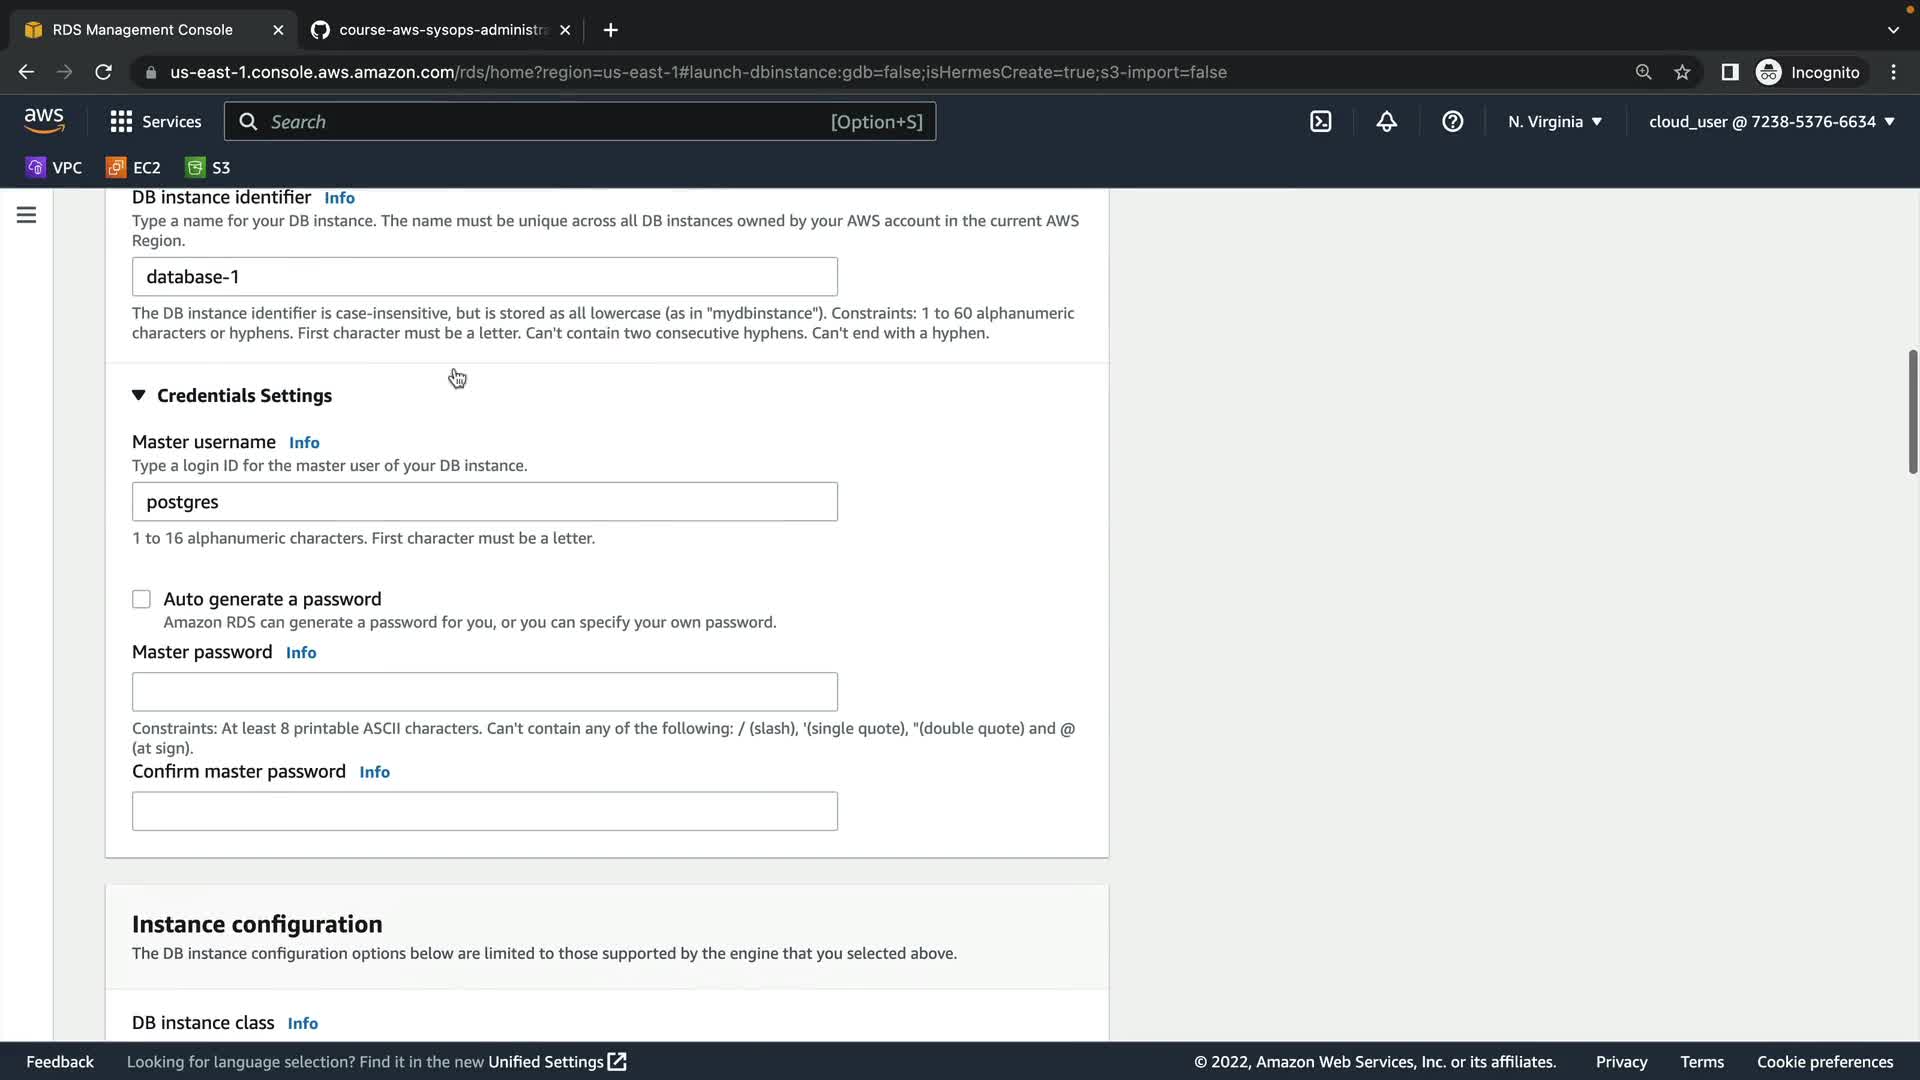 RDS Management Console
course-aws-sysops-administra
us-east-1.console.aws.amazon.com/rds/home?region=us-east-1#launch-dbinstance:gdb=false;isHermesCreate=true;s3-import=false
Incognito
aws
Services
Search
[Option+S]
N. Virginia
cloud_user @ 7238-5376-6634
VPC
EC2
S3
DB instance identifier Info
Type a name for your DB instance. The name must be unique across all DB instances owned by your AWS account in the current AWS
Region.
database-1
The DB instance identifier is case-insensitive, but is stored as all lowercase (as in "mydbinstance"). Constraints: 1 to 60 alphanumeric
characters or hyphens. First character must be a letter. Can't contain two consecutive hyphens. Can't end with a hyphen.
Credentials Settings
Master username Info
Type a login ID for the master user of your DB instance.
postgres
1 to 16 alphanumeric characters. First character must be a letter.
Auto generate a password
Amazon RDS can generate a password for you, or you can specify your own password.
Master password Info
Constraints: At least 8 printable ASCII characters. Can't contain any of the following: / (slash), '(single quote), "(double quote) and @
(at sign).
Confirm master password Info
Instance configuration
The DB instance configuration options below are limited to those supported by the engine that you selected above.
DB instance class Info
Feedback
Looking for language selection? Find it in the new Unified Settings
© 2022, Amazon Web Services, Inc. or its affiliates.
Privacy
Terms
Cookie preferences